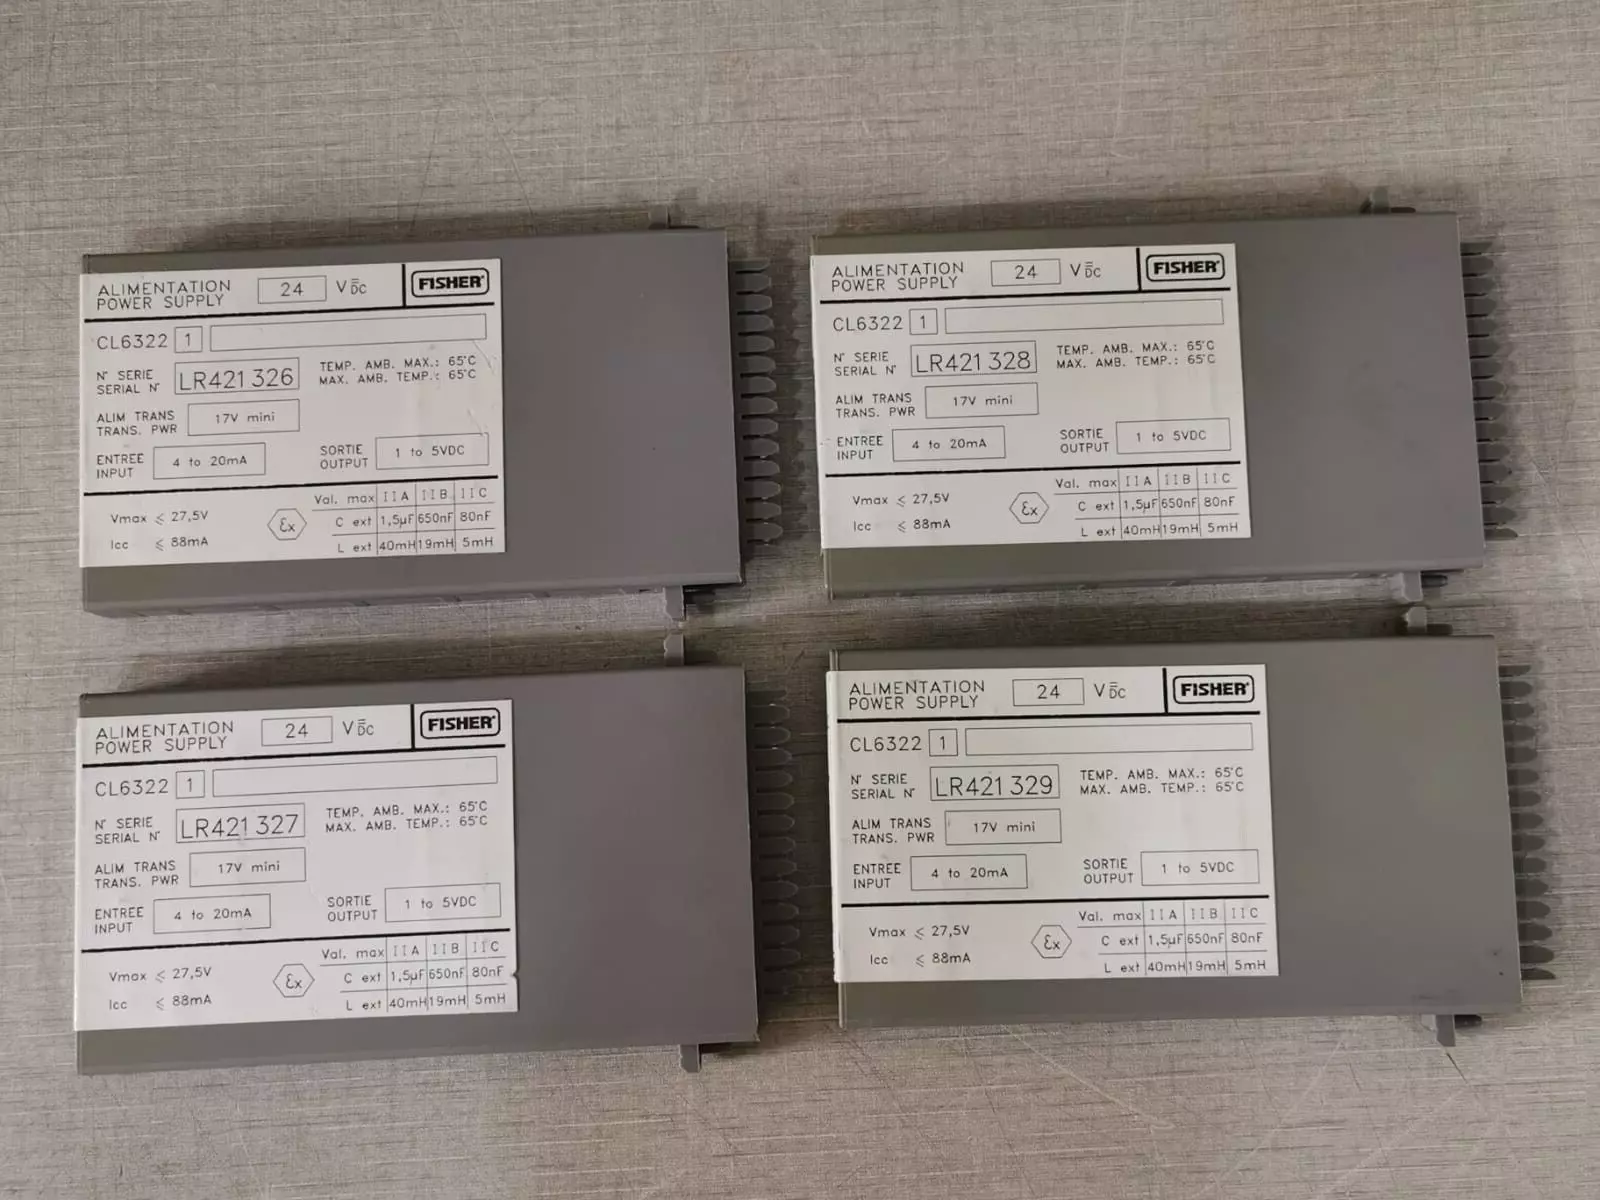 ALIMENTATION
POWER SUPPLY
24 V DC
FISHER
CL6322 1
N° SERIE
SERIAL N°
LR421 326
TEMP. AMB. MAX.: 65°C
MAX. AMB. TEMP.: 65°C
ALIM TRANS
TRANS. PWR
17V mini
ENTREE
INPUT
4 to 20mA
SORTIE
OUTPUT
1 to 5VDC
Vmax ≤ 27,5V
Icc ≤ 88mA
Ex
Val. max IIA IIB IIC
C ext 1,5µF 650nF 80nF
L ext 40mH 19mH 5mH
ALIMENTATION
POWER SUPPLY
24 V DC
FISHER
CL6322 1
N° SERIE
SERIAL N°
LR421 328
TEMP. AMB. MAX.: 65°C
MAX. AMB. TEMP.: 65°C
ALIM TRANS
TRANS. PWR
17V mini
ENTREE
INPUT
4 to 20mA
SORTIE
OUTPUT
1 to 5VDC
Vmax ≤ 27,5V
Icc ≤ 88mA
Ex
Val. max IIA IIB IIC
C ext 1,5µF 650nF 80nF
L ext 40mH 19mH 5mH
ALIMENTATION
POWER SUPPLY
24 V DC
FISHER
CL6322 1
N° SERIE
SERIAL N°
LR421 327
TEMP. AMB. MAX.: 65°C
MAX. AMB. TEMP.: 65°C
ALIM TRANS
TRANS. PWR
17V mini
ENTREE
INPUT
4 to 20mA
SORTIE
OUTPUT
1 to 5VDC
Vmax ≤ 27,5V
Icc ≤ 88mA
Ex
Val. max IIA IIB IIC
C ext 1,5µF 650nF 80nF
L ext 40mH 19mH 5mH
ALIMENTATION
POWER SUPPLY
24 V DC
FISHER
CL6322 1
N° SERIE
SERIAL N°
LR421 329
TEMP. AMB. MAX.: 65°C
MAX. AMB. TEMP.: 65°C
ALIM TRANS
TRANS. PWR
17V mini
ENTREE
INPUT
4 to 20mA
SORTIE
OUTPUT
1 to 5VDC
Vmax ≤ 27,5V
Icc ≤ 88mA
Ex
Val. max IIA IIB IIC
C ext 1,5µF 650nF 80nF
L ext 40mH 19mH 5mH